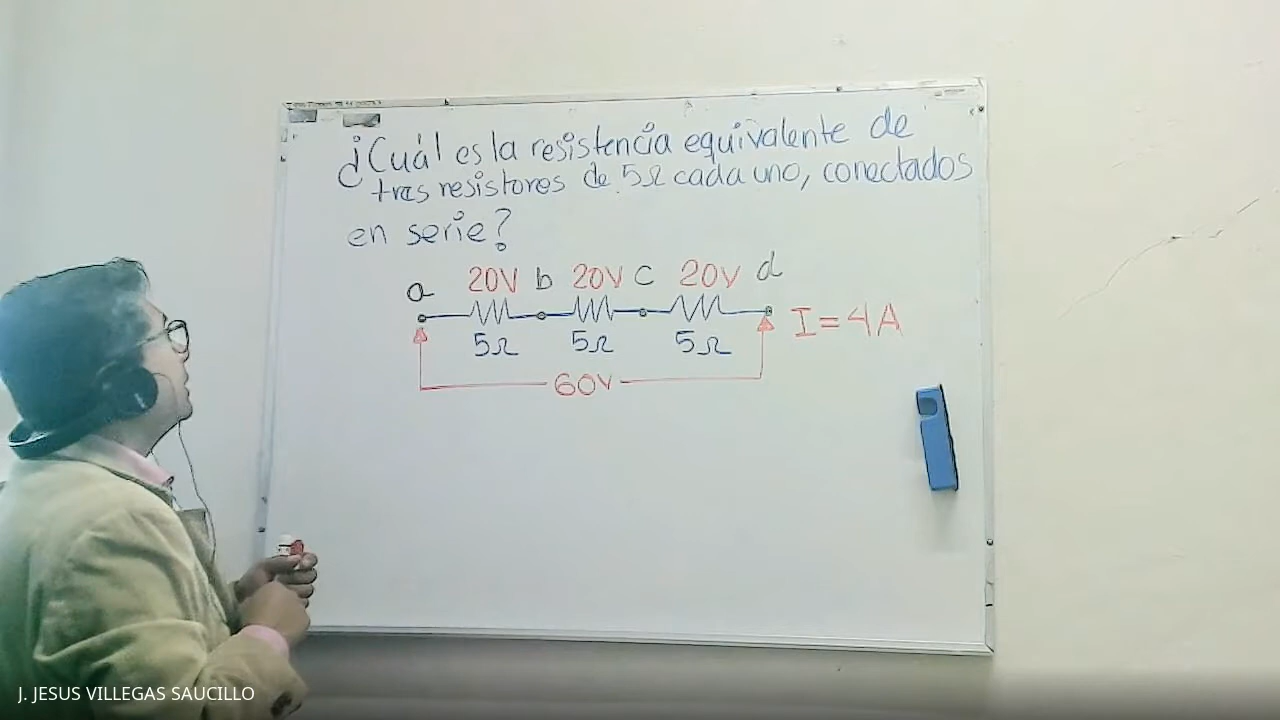 ¿Cuál es la resistencia equivalente de
tras resistores de 5Ω cada uno, conectados
en serie?
a 20V b 20V c 20V d
I=4A
5Ω 5Ω 5Ω
60V
J. JESUS VILLEGAS SAUCILLO